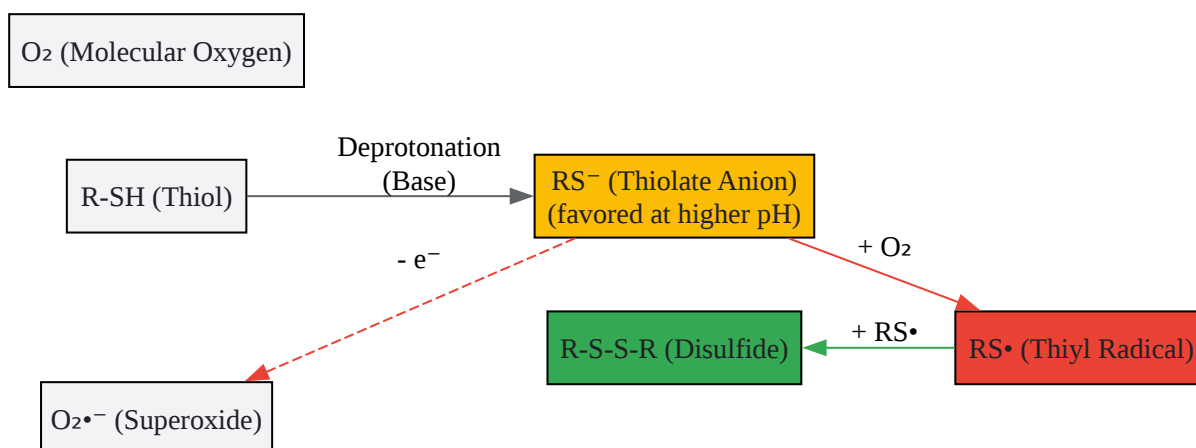 O₂ (Molecular Oxygen)
Deprotonation
(Base)
R-SH (Thiol)
RS⁻ (Thiolate Anion)
(favored at higher pH)
- e⁻
+ O₂
R-S-S-R (Disulfide)
+ RS•
RS• (Thiyl Radical)
O₂•⁻ (Superoxide)